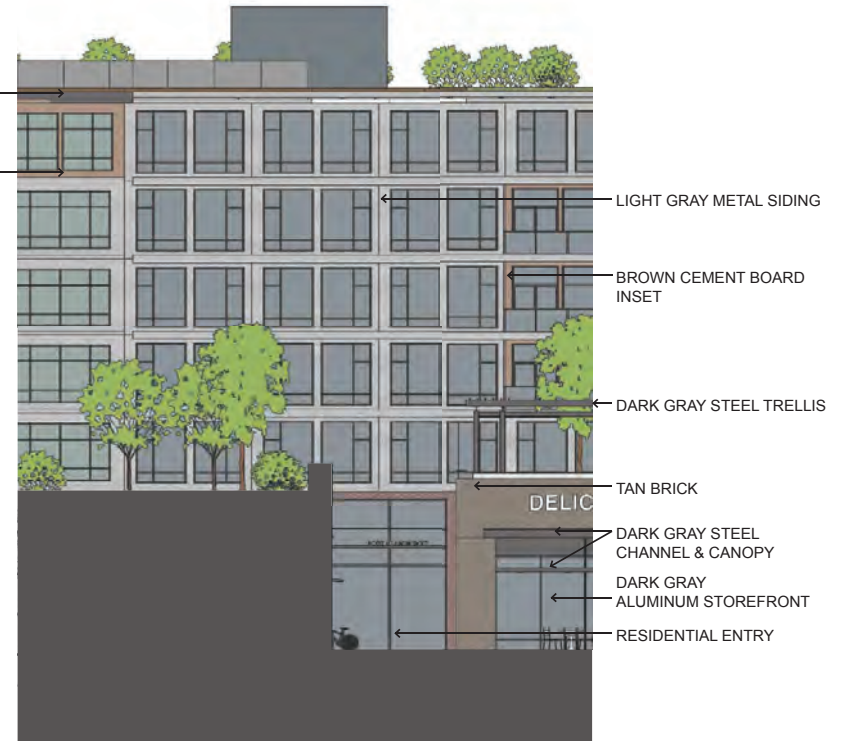 LIGHT GRAY METAL SIDING
BROWN CEMENT BOARD
INSET
DARK GRAY STEEL TRELLIS
TAN BRICK
DELIC
DARK GRAY STEEL
CHANNEL & CANOPY
DARK GRAY
ALUMINUM STOREFRONT
RESIDENTIAL ENTRY